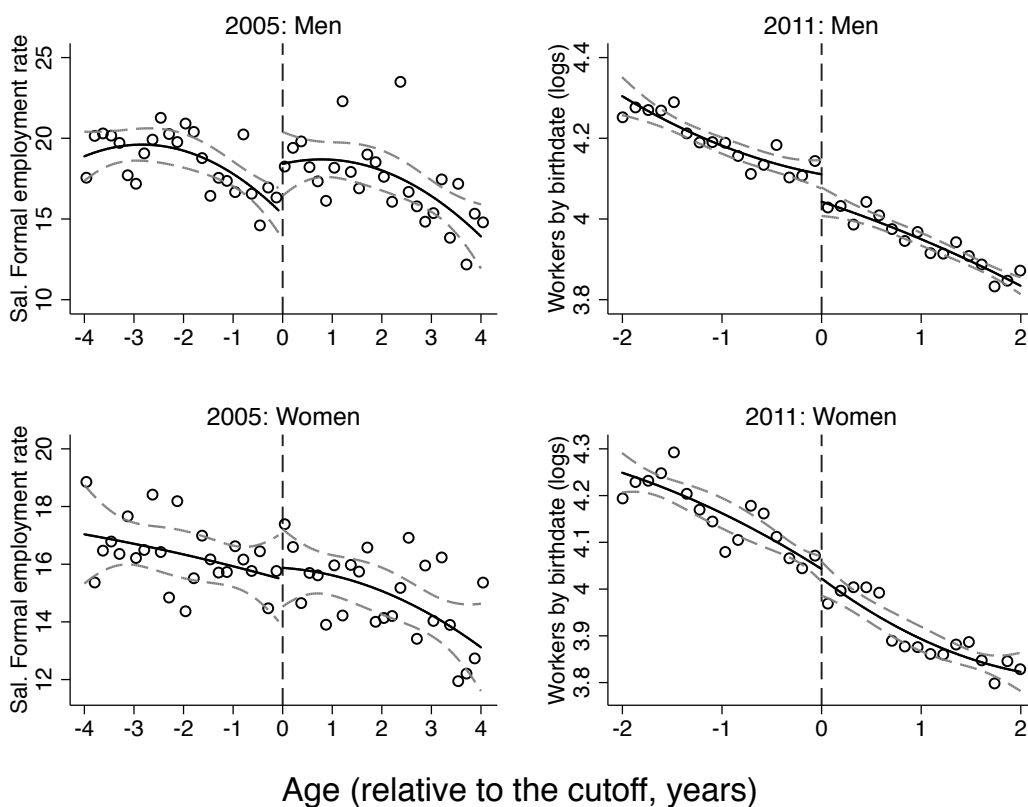 2005: Men
Sal. Formal employment rate
25
20
15
10
-4 -3 -2 -1 0 1 2 3 4
2011: Men
Workers by birthdate (logs)
4.4
4.2
4
3.8
-2 -1 0 1 2
2005: Women
Sal. Formal employment rate
20
18
16
14
12
-4 -3 -2 -1 0 1 2 3 4
2011: Women
Workers by birthdate (logs)
4.3
4.2
4.1
4
3.9
3.8
-2 -1 0 1 2
Age (relative to the cutoff, years)